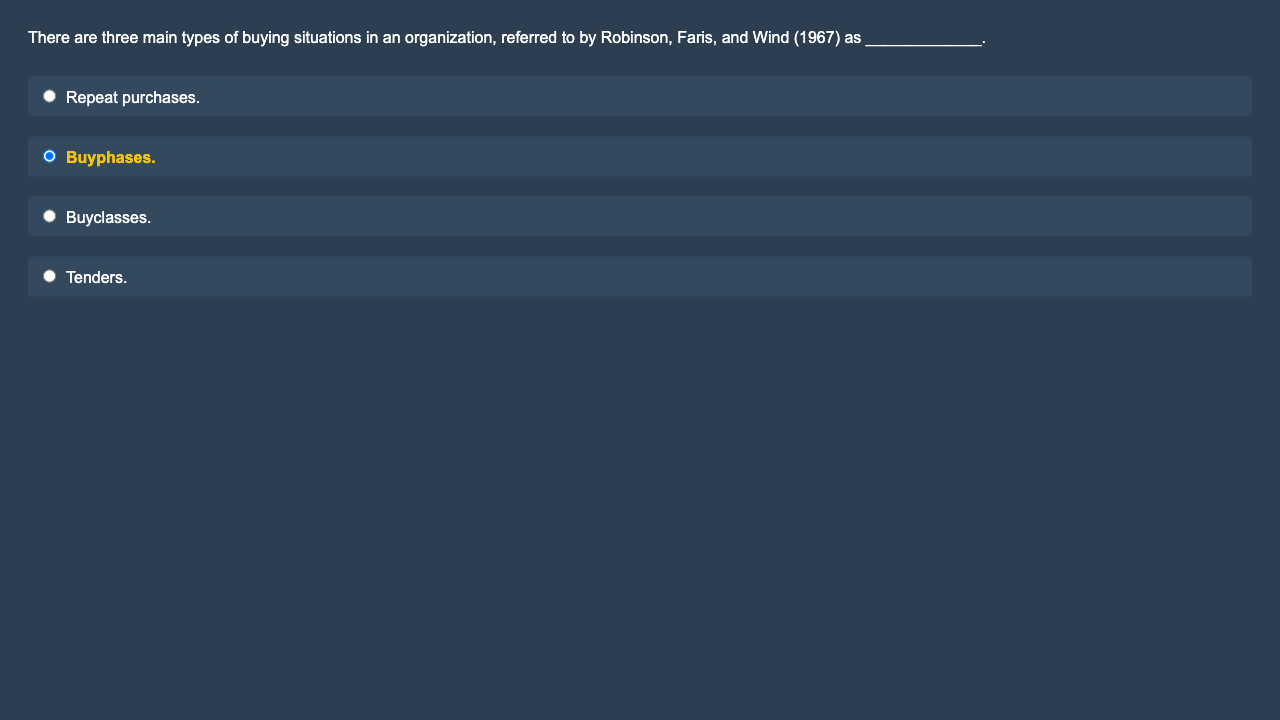 There are three main types of buying situations in an organization, referred to by Robinson, Faris, and Wind (1967) as _____________.
Repeat purchases.
Buyphases.
Buyclasses.
Tenders.